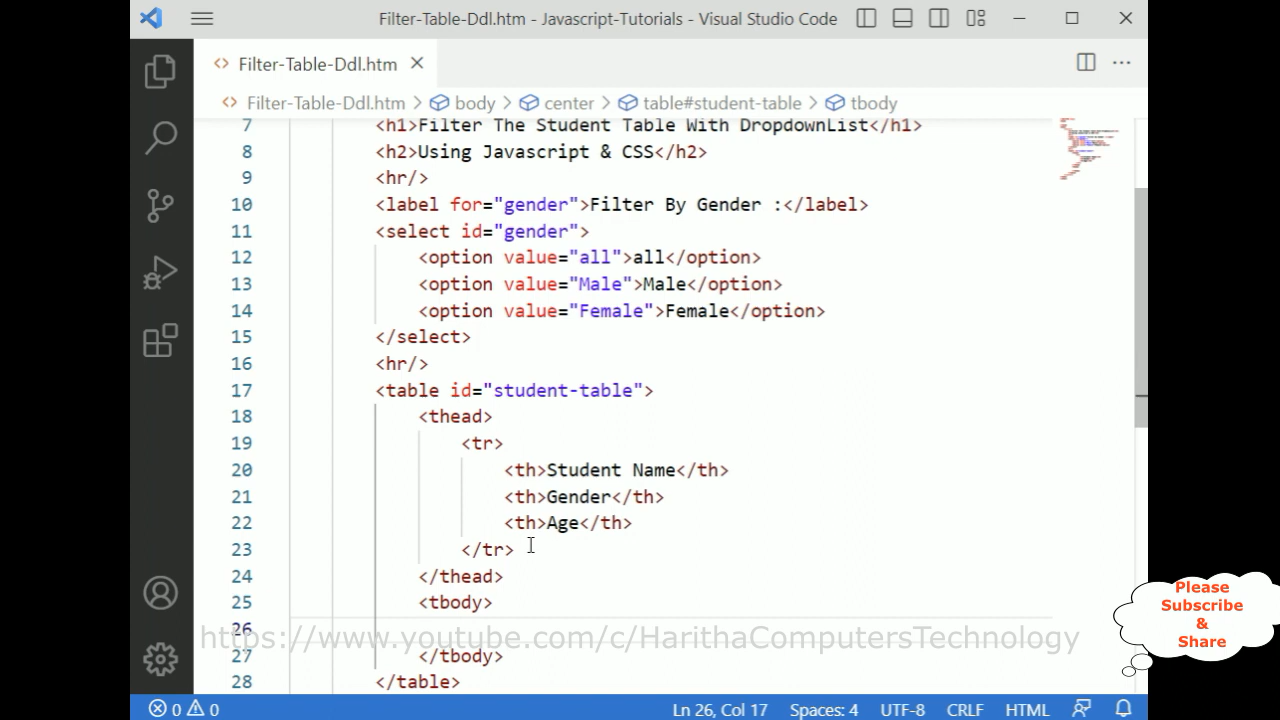 Filter-Table-Ddl.htm - Javascript-Tutorials - Visual Studio Code
Filter-Table-Ddl.htm
Filter-Table-Ddl.htm > body > center > table#student-table > tbody
7 <h1>Filter The Student Table With DropdownList</h1>
8 <h2>Using Javascript & CSS</h2>
9 <hr/>
10 <label for="gender">Filter By Gender :</label>
11 <select id="gender">
12 <option value="all">all</option>
13 <option value="Male">Male</option>
14 <option value="Female">Female</option>
15 </select>
16 <hr/>
17 <table id="student-table">
18 <thead>
19 <tr>
20 <th>Student Name</th>
21 <th>Gender</th>
22 <th>Age</th>
23 </tr>
24 </thead>
25 <tbody>
26
https://www.youtube.com/c/HarithaComputersTechnology
27 </tbody>
28 </table>
Please
Subscribe
&
Share
0 0 Ln 26, Col 17 Spaces: 4 UTF-8 CRLF HTML